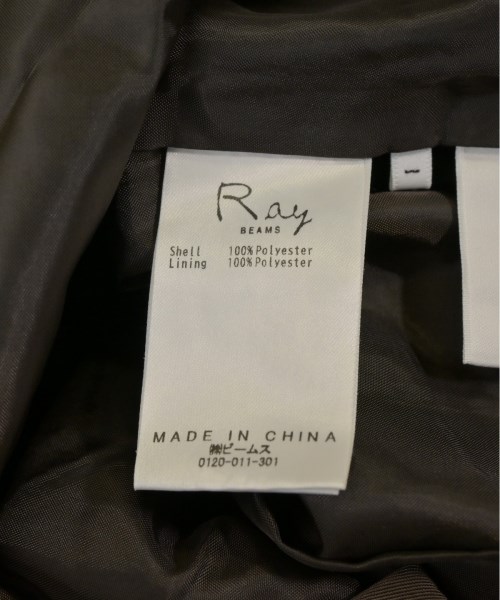 Ray
BEAMS
Shell 100%Polyester
Lining 100%Polyester
MADE IN CHINA
㈱ビームス
0120-011-301